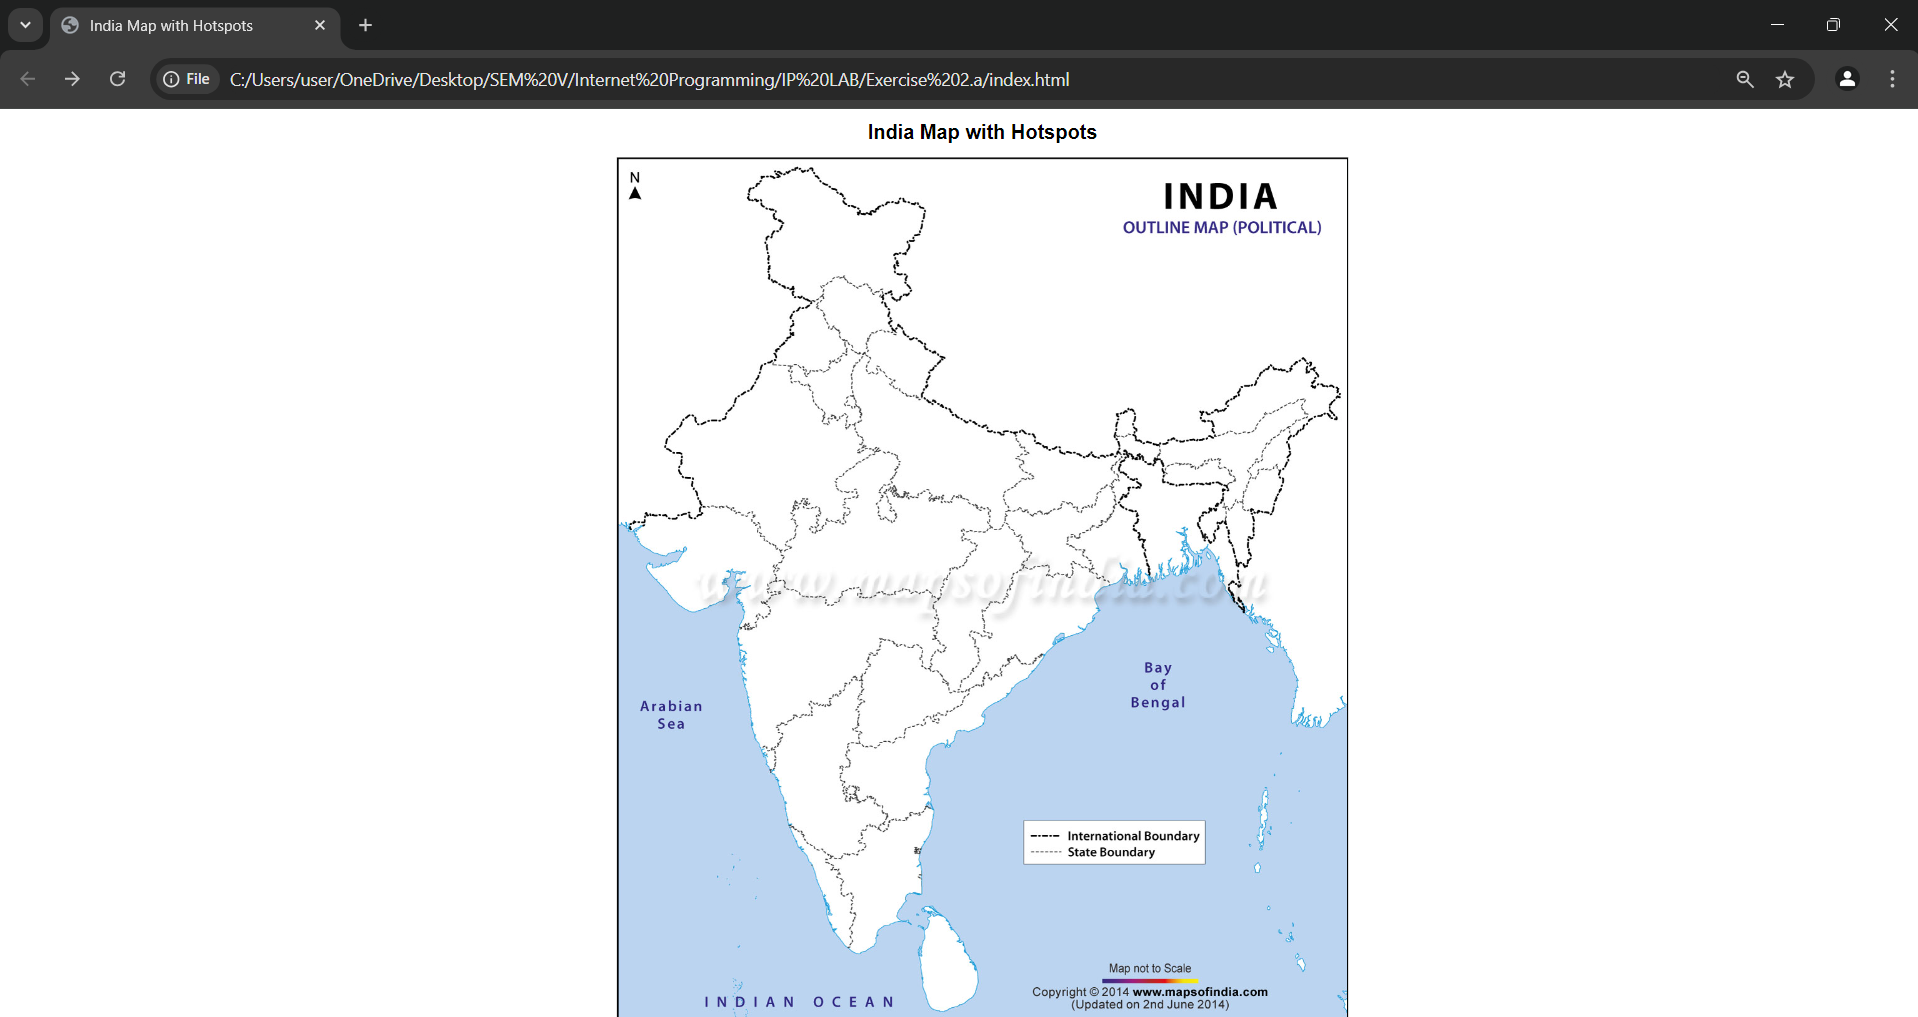 India Map with Hotspots
File
C:/Users/user/OneDrive/Desktop/SEM%20V/Internet%20Programming/IP%20LAB/Exercise%202.a/index.html
India Map with Hotspots
N
INDIA
OUTLINE MAP (POLITICAL)
www.mapsofindia.com
Bay
of
Bengal
Arabian
Sea
International Boundary
State Boundary
Map not to Scale
Copyright © 2014 www.mapsofindia.com
(Updated on 2nd June 2014)
INDIAN OCEAN